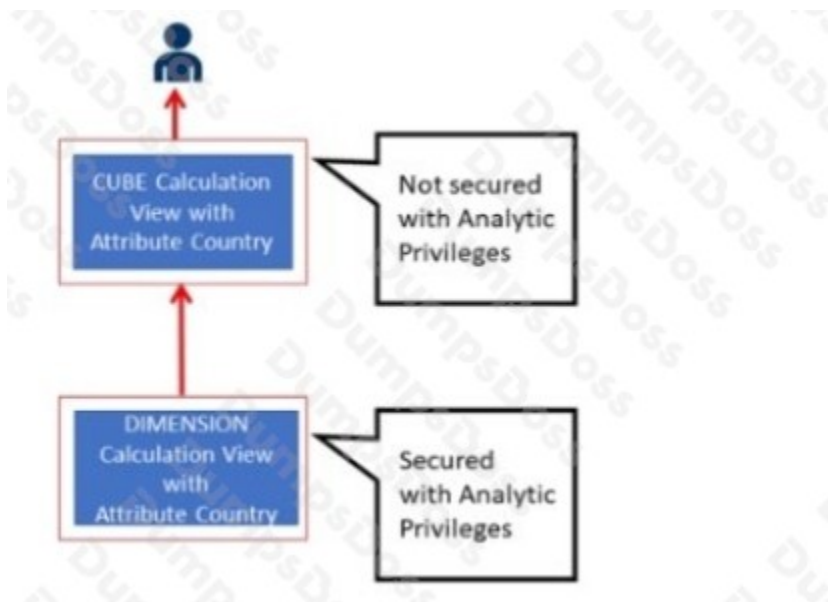 CUBE Calculation
View with
Attribute Country
Not secured
with Analytic
Privileges
DIMENSION
Calculation View
with
Attribute Country
Secured
with Analytic
Privileges
DumpsDoss